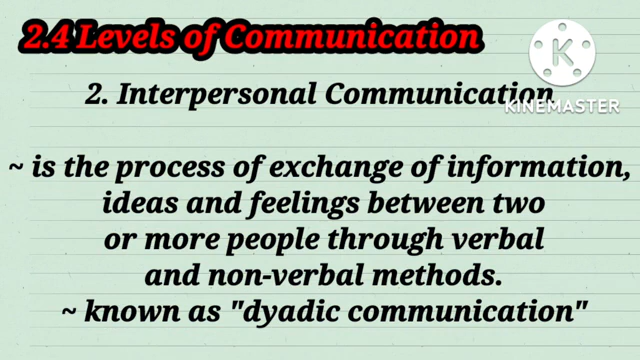 2.4 Levels of Communication
K
KINEMASTER
2. Interpersonal Communication
~ is the process of exchange of information,
ideas and feelings between two
or more people through verbal
and non-verbal methods.
~ known as "dyadic communication"